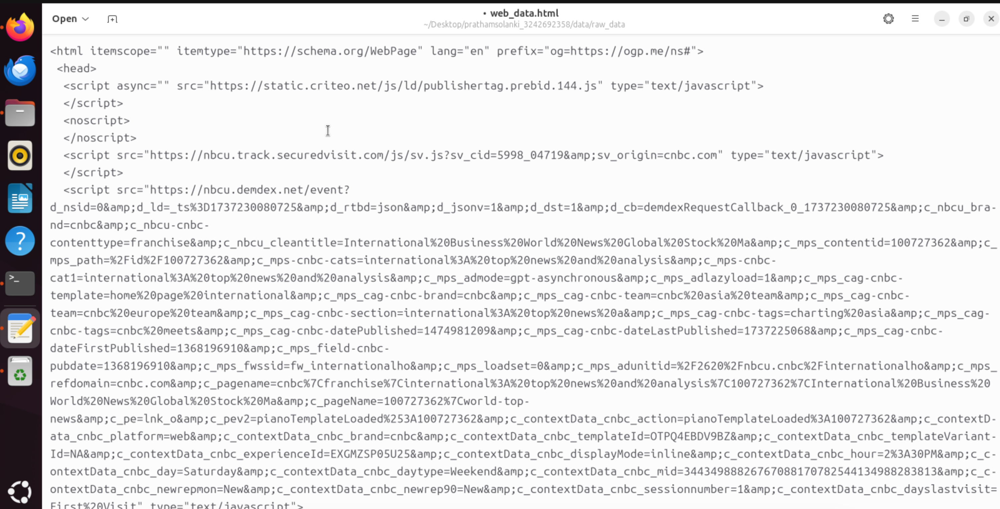 Open
• web_data.html
~/Desktop/prathamsolanki_3242692358/data/raw_data
<html itemscope="" itemtype="https://schema.org/WebPage" lang="en" prefix="og=https://ogp.me/ns#">
<head>
<script async="" src="https://static.criteo.net/js/ld/publishertag.prebid.144.js" type="text/javascript">
</script>
<noscript>
</noscript>
<script src="https://nbcu.track.securedvisit.com/js/sv.js?sv_cid=5998_04719&amp;sv_origin=cnbc.com" type="text/javascript">
</script>
<script src="https://nbcu.demdex.net/event?
d_nsid=0&amp;d_ld=_ts%3D1737230080725&amp;d_rtbd=json&amp;d_jsonv=1&amp;d_dst=1&amp;d_cb=demdexRequestCallback_0_1737230080725&amp;c_nbcu_bra-
nd=cnbc&amp;c_nbcu-cnbc-
contenttype=franchise&amp;c_nbcu_cleantitle=International%20Business%20World%20News%20Global%20Stock%20Ma&amp;c_mps_contentid=100727362&amp;c_
mps_path=%2Fid%2F100727362&amp;c_mps-cnbc-cats=international%3A%20top%20news%20and%20analysis&amp;c_mps-cnbc-
cat1=international%3A%20top%20news%20and%20analysis&amp;c_mps_admode=gpt-asynchronous&amp;c_mps_adlazyload=1&amp;c_mps_cag-cnbc-
template=home%20page%20international&amp;c_mps_cag-cnbc-brand=cnbc&amp;c_mps_cag-cnbc-team=cnbc%20asia%20team&amp;c_mps_cag-cnbc-
team=cnbc%20europe%20team&amp;c_mps_cag-cnbc-section=international%3A%20top%20news%20a&amp;c_mps_cag-cnbc-tags=charting%20asia&amp;c_mps_cag-
cnbc-tags=cnbc%20meets&amp;c_mps_cag-cnbc-datePublished=1474981209&amp;c_mps_cag-cnbc-dateLastPublished=1737225068&amp;c_mps_cag-cnbc-
dateFirstPublished=1368196910&amp;c_mps_field-cnbc-
pubdate=1368196910&amp;c_mps_fwssid=fw_internationalho&amp;c_mps_loadset=0&amp;c_mps_adunitid=%2F2620%2Fnbcu.cnbc%2Finternationalho&amp;c_mps_
refdomain=cnbc.com&amp;c_pagename=cnbc%7Cfranchise%7Cinternational%3A%20top%20news%20and%20analysis%7C100727362%7CInternational%20Business%20
World%20News%20Global%20Stock%20Ma&amp;c_pageName=100727362%7Cworld-top-
news&amp;c_pe=lnk_o&amp;c_pev2=pianoTemplateLoaded%253A100727362&amp;c_contextData_cnbc_action=pianoTemplateLoaded%3A100727362&amp;c_contextD-
ata_cnbc_platform=web&amp;c_contextData_cnbc_brand=cnbc&amp;c_contextData_cnbc_templateId=OTPQ4EBDV9BZ&amp;c_contextData_cnbc_templateVariant-
Id=NA&amp;c_contextData_cnbc_experienceId=EXGMZSP05U25&amp;c_contextData_cnbc_displayMode=inline&amp;c_contextData_cnbc_hour=2%3A30PM&amp;c_c-
ontextData_cnbc_day=Saturday&amp;c_contextData_cnbc_daytype=Weekend&amp;c_contextData_cnbc_mid=34434988826767088170782544134988283813&amp;c_c-
ontextData_cnbc_newrepmon=New&amp;c_contextData_cnbc_newrep90=New&amp;c_contextData_cnbc_sessionnumber=1&amp;c_contextData_cnbc_dayslastvisit=
First%20Visit" type="text/javascript">